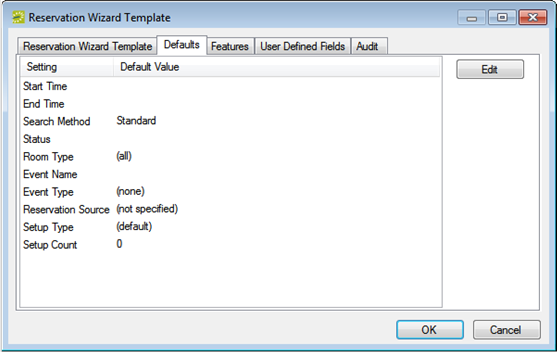 Reservation Wizard Template
Reservation Wizard Template Defaults Features User Defined Fields Audit
Setting Default Value
Edit
Start Time
End Time
Search Method Standard
Status
Room Type (all)
Event Name
Event Type (none)
Reservation Source (not specified)
Setup Type (default)
Setup Count 0
OK Cancel